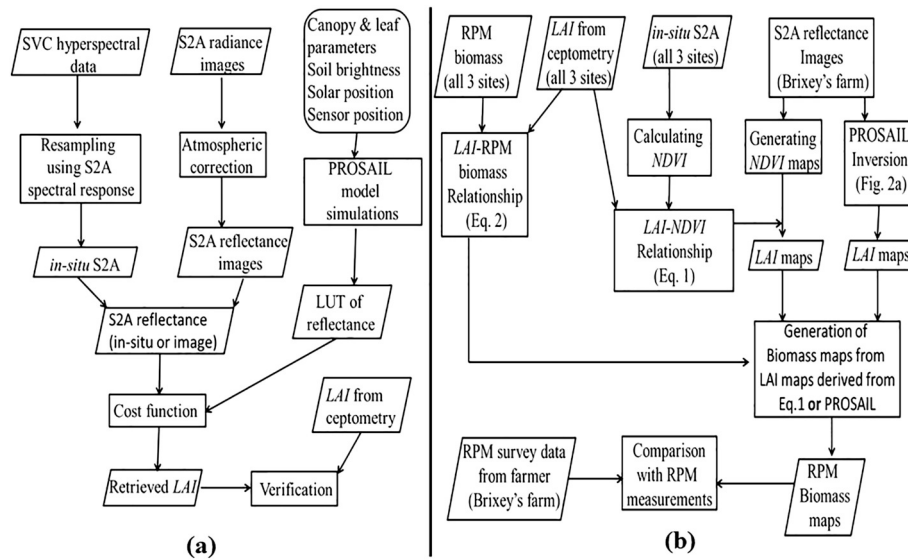 SVC hyperspectral
data
S2A radiance
images
Canopy & leaf
parameters
Soil brightness
Solar position
Sensor position
Resampling
using S2A
spectral response
Atmospheric
correction
PROSAIL
model
simulations
in-situ S2A
S2A reflectance
images
LUT of
reflectance
S2A reflectance
(in-situ or image)
Cost function
LAI from
ceptometry
Retrieved LAI
Verification
(a)
RPM
biomass
(all 3 sites)
LAI from
ceptometry
(all 3 sites)
in-situ S2A
(all 3 sites)
S2A reflectance
Images
(Brixey's farm)
LAI-RPM
biomass
Relationship
(Eq. 2)
Calculating
NDVI
Generating
NDVI maps
PROSAIL
Inversion
(Fig. 2a)
LAI-NDVI
Relationship
(Eq. 1)
LAI maps
LAI maps
Generation of
Biomass maps from
LAI maps derived from
Eq.1 or PROSAIL
RPM survey data
from farmer
(Brixey's farm)
Comparison
with RPM
measurements
RPM
Biomass
maps
(b)